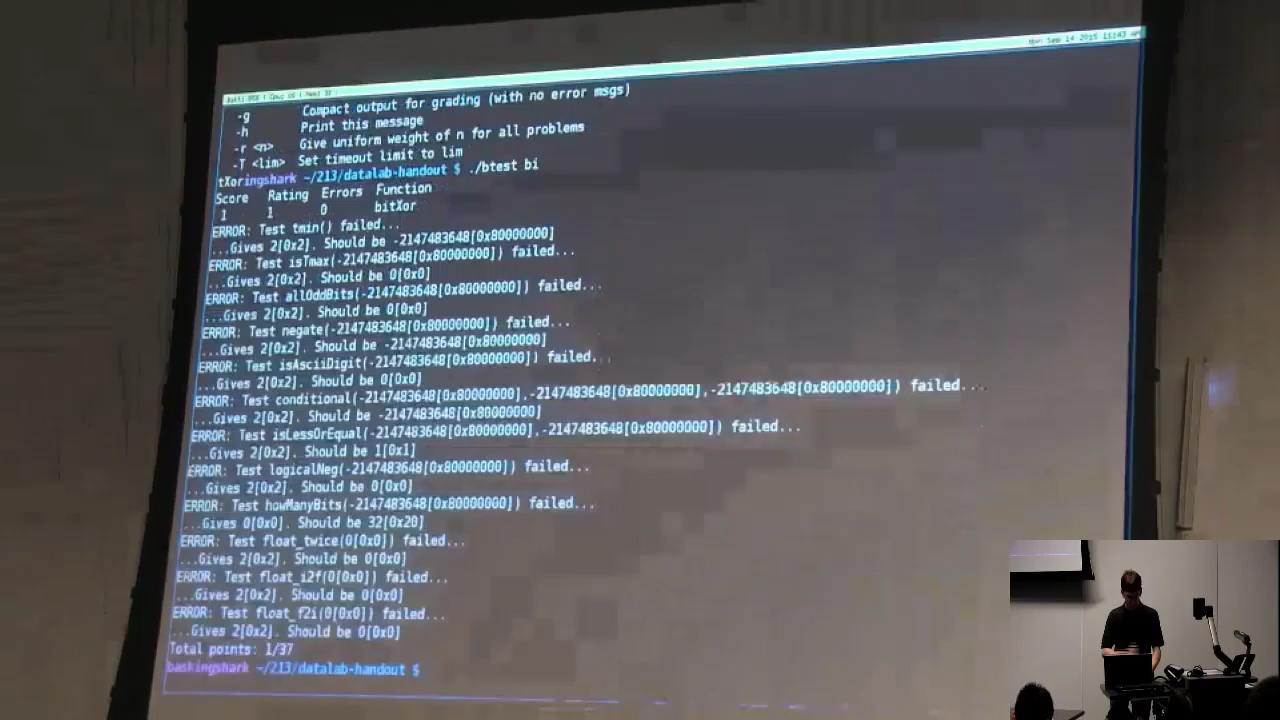 Mon Sep 14 2015 11:43 AM
-g Compact output for grading (with no error msgs)
-h Print this message
-r <n> Give uniform weight of n for all problems
-T <lim> Set timeout limit to lim
tXoringshark ~/213/datalab-handout $ ./btest bi
Score Rating Errors Function
1 1 0 bitXor
ERROR: Test tmin() failed...
...Gives 2[0x2]. Should be -2147483648[0x80000000]
ERROR: Test isTmax(-2147483648[0x80000000]) failed...
...Gives 2[0x2]. Should be 0[0x0]
ERROR: Test allOddBits(-2147483648[0x80000000]) failed...
...Gives 2[0x2]. Should be 0[0x0]
ERROR: Test negate(-2147483648[0x80000000]) failed...
...Gives 2[0x2]. Should be -2147483648[0x80000000]
ERROR: Test isAsciiDigit(-2147483648[0x80000000]) failed...
...Gives 2[0x2]. Should be 0[0x0]
ERROR: Test conditional(-2147483648[0x80000000],-2147483648[0x80000000],-2147483648[0x80000000]) failed...
...Gives 2[0x2]. Should be -2147483648[0x80000000]
ERROR: Test isLessOrEqual(-2147483648[0x80000000],-2147483648[0x80000000]) failed...
...Gives 2[0x2]. Should be 1[0x1]
ERROR: Test logicalNeg(-2147483648[0x80000000]) failed...
...Gives 2[0x2]. Should be 0[0x0]
ERROR: Test howManyBits(-2147483648[0x80000000]) failed...
...Gives 0[0x0]. Should be 32[0x20]
ERROR: Test float_twice(0[0x0]) failed...
...Gives 2[0x2]. Should be 0[0x0]
ERROR: Test float_i2f(0[0x0]) failed...
...Gives 2[0x2]. Should be 0[0x0]
ERROR: Test float_f2i(0[0x0]) failed...
...Gives 2[0x2]. Should be 0[0x0]
Total points: 1/37
baskingshark ~/213/datalab-handout $